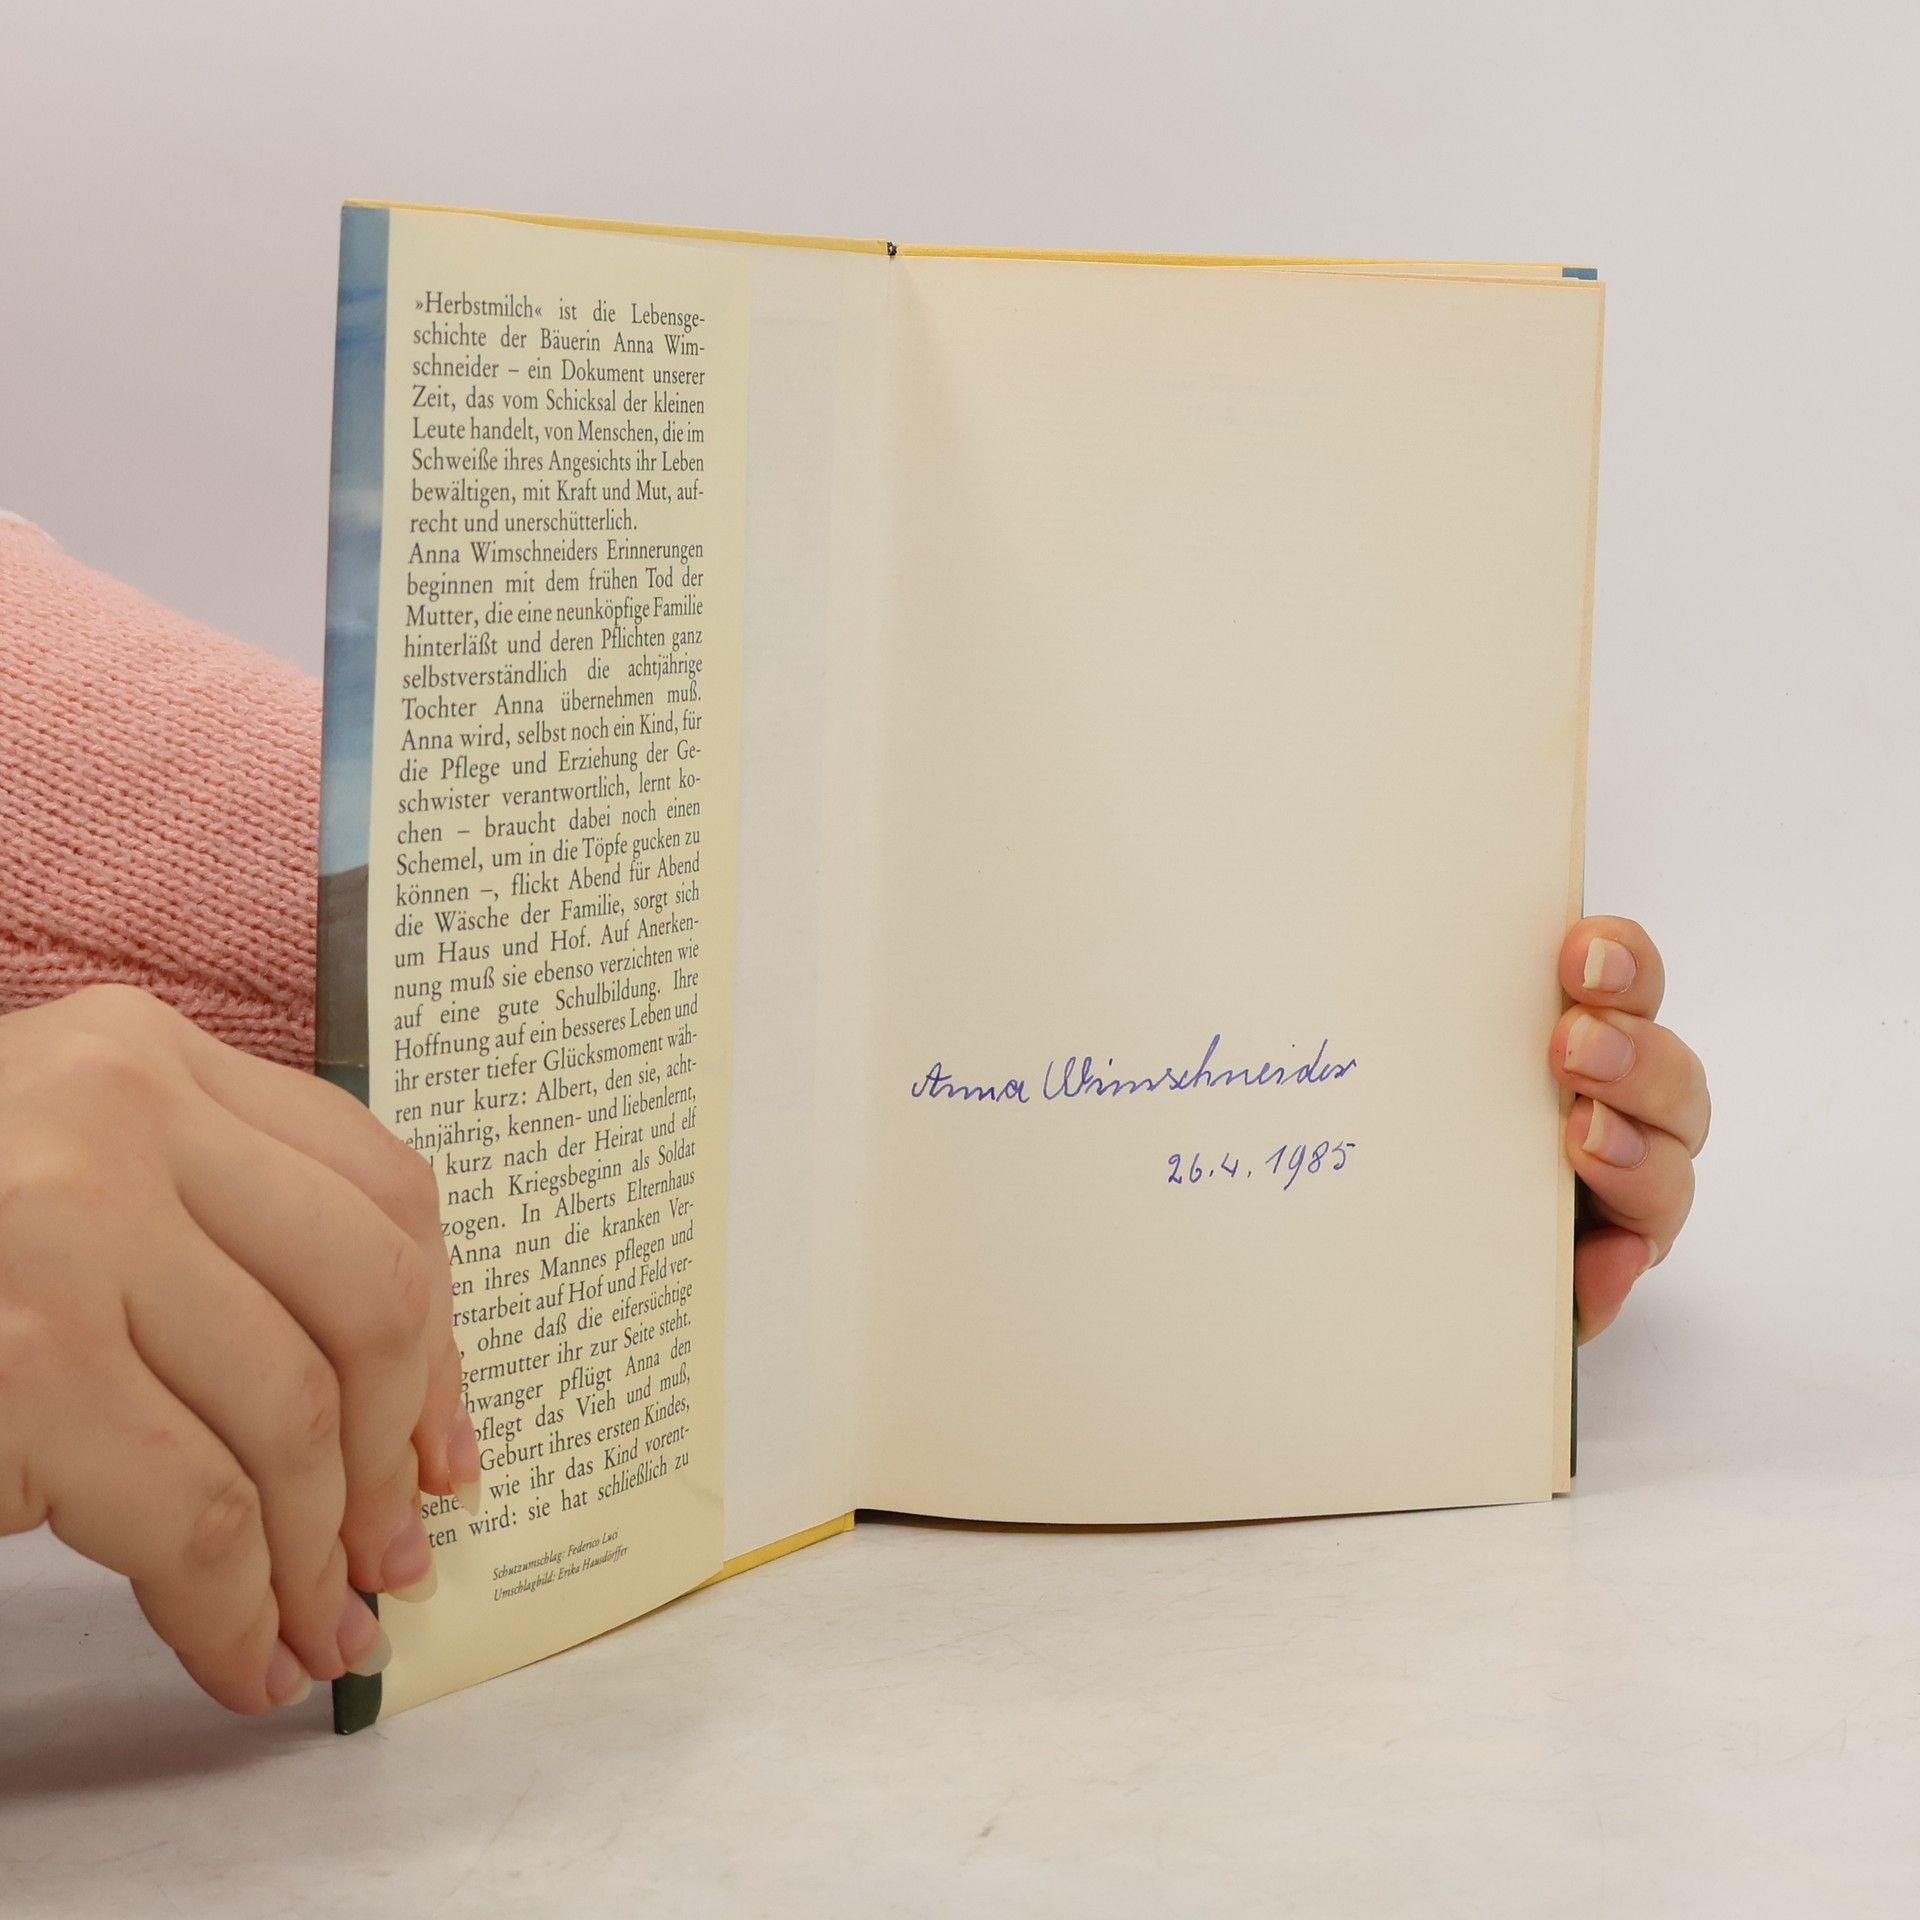 »Herbstmilch« ist die Lebensge-
schichte der Bäuerin Anna Wim-
schneider – ein Dokument unserer
Zeit, das vom Schicksal der kleinen
Leute handelt, von Menschen, die im
Schweiße ihres Angesichts ihr Leben
bewältigen, mit Kraft und Mut, auf-
recht und unerschütterlich.
Anna Wimschneiders Erinnerungen
beginnen mit dem frühen Tod der
Mutter, die eine neunköpfige Familie
hinterläßt und deren Pflichten ganz
selbstverständlich die achtjährige
Tochter Anna übernehmen muß.
Anna wird, selbst noch ein Kind, für
die Pflege und Erziehung der Ge-
schwister verantwortlich, lernt ko-
chen – braucht dabei noch einen
Schemel, um in die Töpfe gucken zu
können –, flickt Abend für Abend
die Wäsche der Familie, sorgt sich
um Haus und Hof. Auf Anerken-
nung muß sie ebenso verzichten wie
auf eine gute Schulbildung. Ihre
Hoffnung auf ein besseres Leben und
ihr erster tiefer Glücksmoment wäh-
ren nur kurz: Albert, den sie, acht-
ehnjährig, kennen- und liebenlernt,
kurz nach der Heirat und elf
nach Kriegsbeginn als Soldat
zogen. In Alberts Elternhaus
Anna nun die kranken Ver-
en ihres Mannes pflegen und
rstarbeit auf Hof und Feld ver-
, ohne daß die eifersüchtige
germutter ihr zur Seite steht.
hwanger pflügt Anna den
pflegt das Vieh und muß,
Geburt ihres ersten Kindes,
sehe wie ihr das Kind vorent-
ten wird: sie hat schließlich zu
Schutzumschlag: Federico Luci
Umschlagbild: Erika Hausdörffer
Anna Wimschneider
26.4.1985